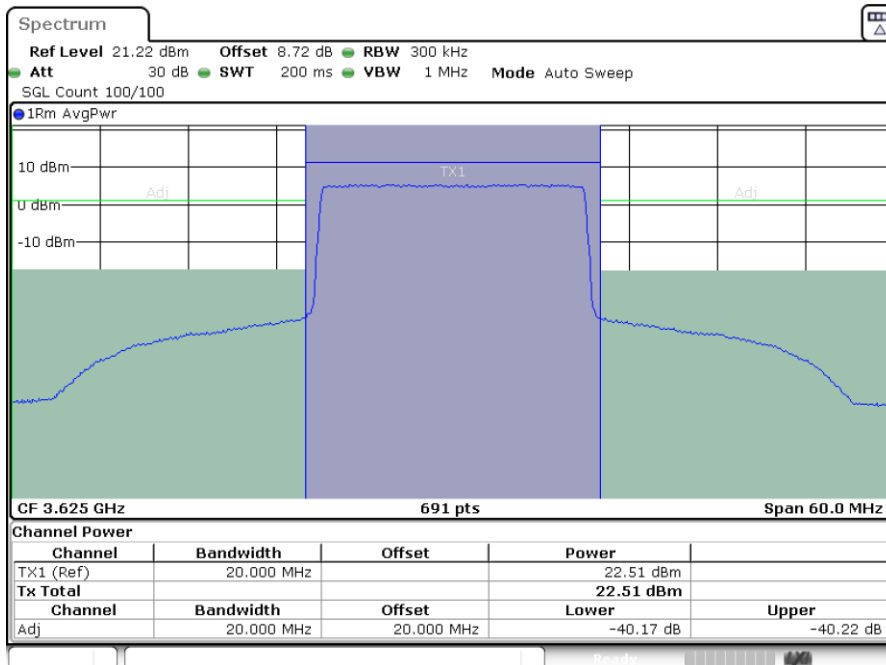 Spectrum
Ref Level 21.22 dBm Offset 8.72 dB RBW 300 kHz
Att 30 dB SWT 200 ms VBW 1 MHz Mode Auto Sweep
SGL Count 100/100
1Rm AvgPwr
10 dBm
TX1
Adj Adj
0 dBm
-10 dBm
CF 3.625 GHz 691 pts Span 60.0 MHz
Channel Power
Channel Bandwidth Offset Power
TX1 (Ref) 20.000 MHz 22.51 dBm
Tx Total 22.51 dBm
Channel Bandwidth Offset Lower Upper
Adj 20.000 MHz 20.000 MHz -40.17 dB -40.22 dB
Ready